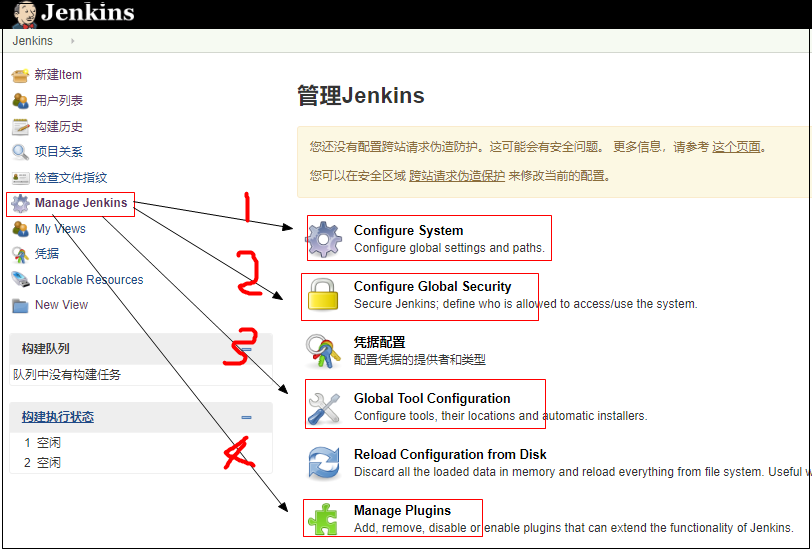 Jenkins
Jenkins
新建Item
用户列表
构建历史
项目关系
检查文件指纹
Manage Jenkins
My Views
凭据
Lockable Resources
New View
构建队列
队列中没有构建任务
构建执行状态
1 空闲
2 空闲
管理Jenkins
您还没有配置跨站请求伪造防护。这可能会有安全问题。 更多信息，请参考 这个页面。
您可以在安全区域 跨站请求伪造保护 来修改当前的配置。
1
Configure System
Configure global settings and paths.
2
Configure Global Security
Secure Jenkins; define who is allowed to access/use the system.
凭据配置
配置凭据的提供者和类型
3
Global Tool Configuration
Configure tools, their locations and automatic installers.
Reload Configuration from Disk
Discard all the loaded data in memory and reload everything from file system. Useful w
4
Manage Plugins
Add, remove, disable or enable plugins that can extend the functionality of Jenkins.